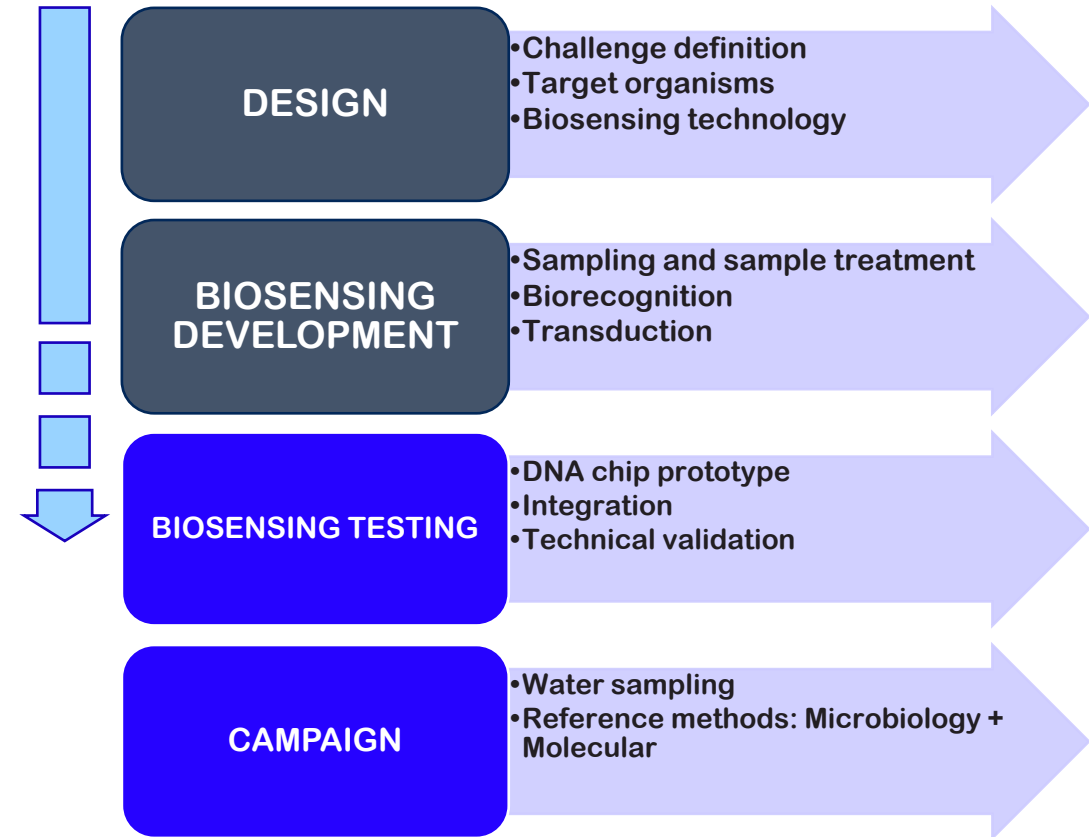 DESIGN
•Challenge definition
•Target organisms
•Biosensing technology
BIOSENSING
DEVELOPMENT
•Sampling and sample treatment
•Biorecognition
•Transduction
BIOSENSING TESTING
•DNA chip prototype
•Integration
•Technical validation
CAMPAIGN
•Water sampling
•Reference methods: Microbiology +
Molecular